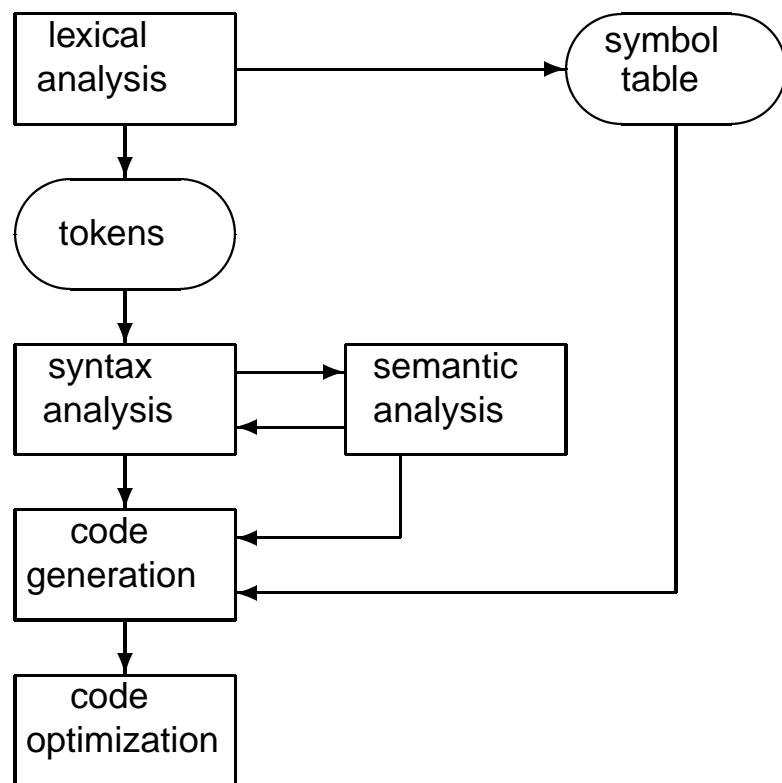 lexical
analysis
symbol
table
tokens
syntax
analysis
semantic
analysis
code
generation
code
optimization